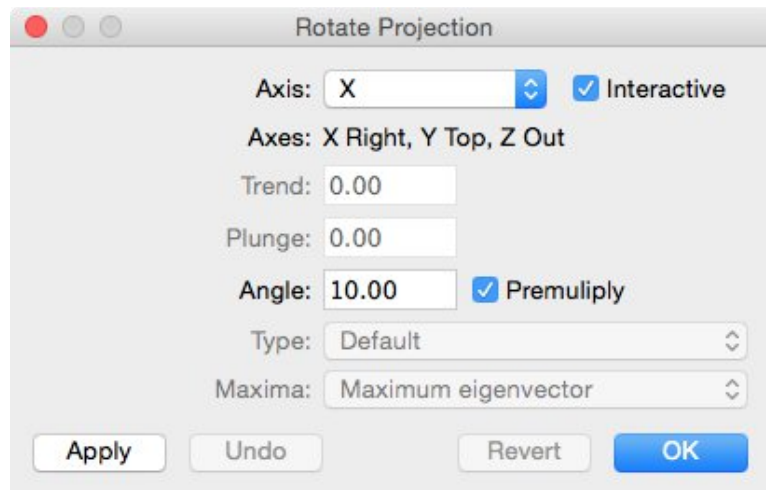 Rotate Projection
Axis: X Interactive
Axes: X Right, Y Top, Z Out
Trend: 0.00
Plunge: 0.00
Angle: 10.00 Premuliply
Type: Default
Maxima: Maximum eigenvector
Apply Undo Revert OK